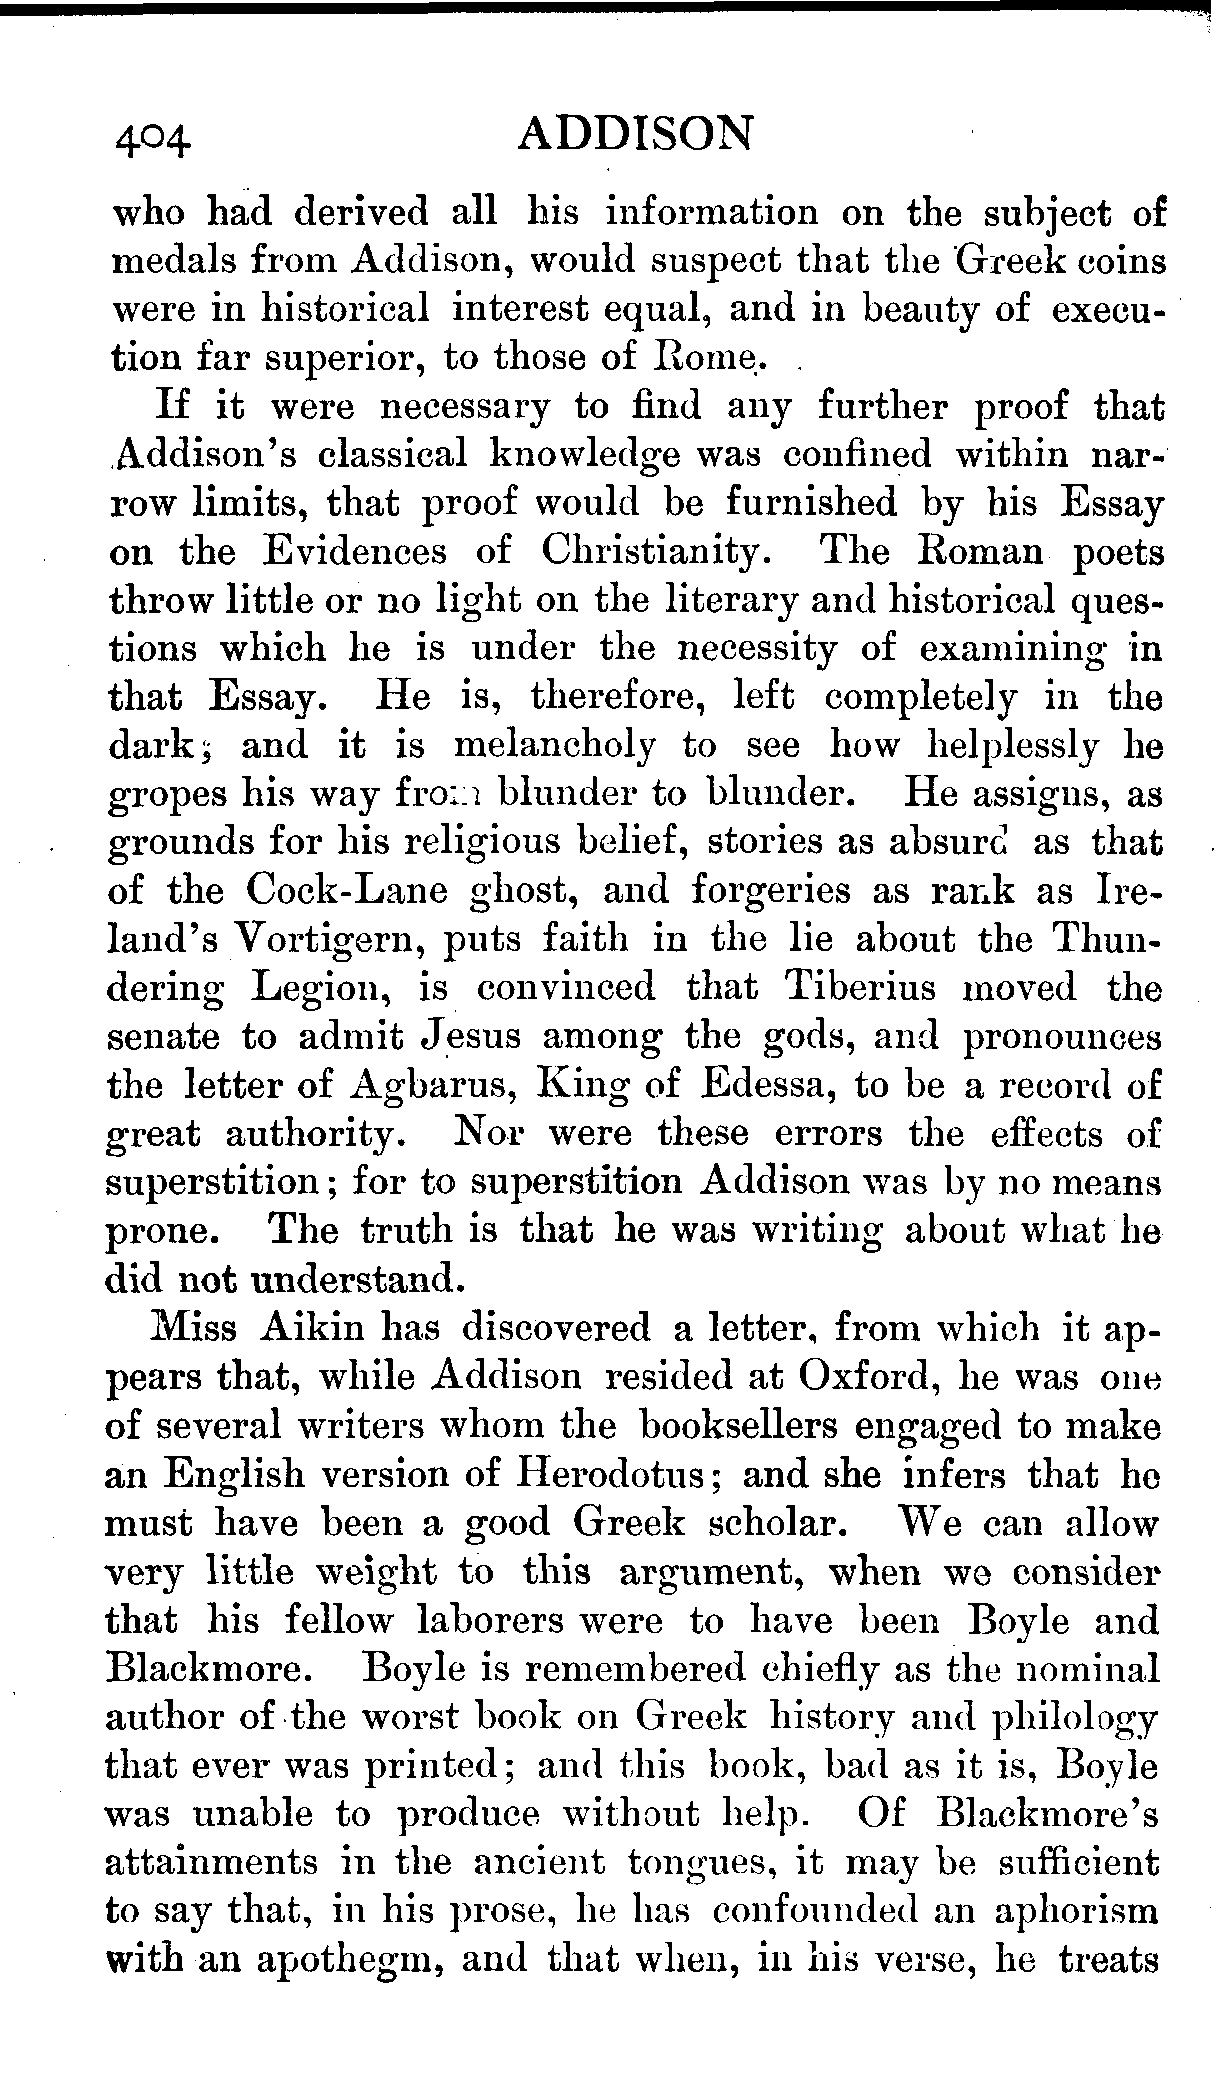 404 ADDISON
who had derived all his information on the subject of
medals from Addison, would suspect that the Greek coins
were in historical interest equal, and in beauty of execu-
tion far superior, to those of Rome.
If it were necessary to find any further proof that
Addison's classical knowledge was confined within nar-
row limits, that proof would be furnished by his Essay
on the Evidences of Christianity. The Roman poets
throw little or no light on the literary and historical ques-
tions which he is under the necessity of examining in
that Essay. He is, therefore, left completely in the
dark; and it is melancholy to see how helplessly he
gropes his way from blunder to blunder. He assigns, as
grounds for his religious belief, stories as absurd as that
of the Cock-Lane ghost, and forgeries as rank as Ire-
land's Vortigern, puts faith in the lie about the Thun-
dering Legion, is convinced that Tiberius moved the
senate to admit Jesus among the gods, and pronounces
the letter of Agbarus, King of Edessa, to be a record of
great authority. Nor were these errors the effects of
superstition; for to superstition Addison was by no means
prone. The truth is that he was writing about what he
did not understand.
Miss Aikin has discovered a letter, from which it ap-
pears that, while Addison resided at Oxford, he was one
of several writers whom the booksellers engaged to make
an English version of Herodotus; and she infers that he
must have been a good Greek scholar. We can allow
very little weight to this argument, when we consider
that his fellow laborers were to have been Boyle and
Blackmore. Boyle is remembered chiefly as the nominal
author of the worst book on Greek history and philology
that ever was printed; and this book, bad as it is, Boyle
was unable to produce without help. Of Blackmore's
attainments in the ancient tongues, it may be sufficient
to say that, in his prose, he has confounded an aphorism
with an apothegm, and that when, in his verse, he treats